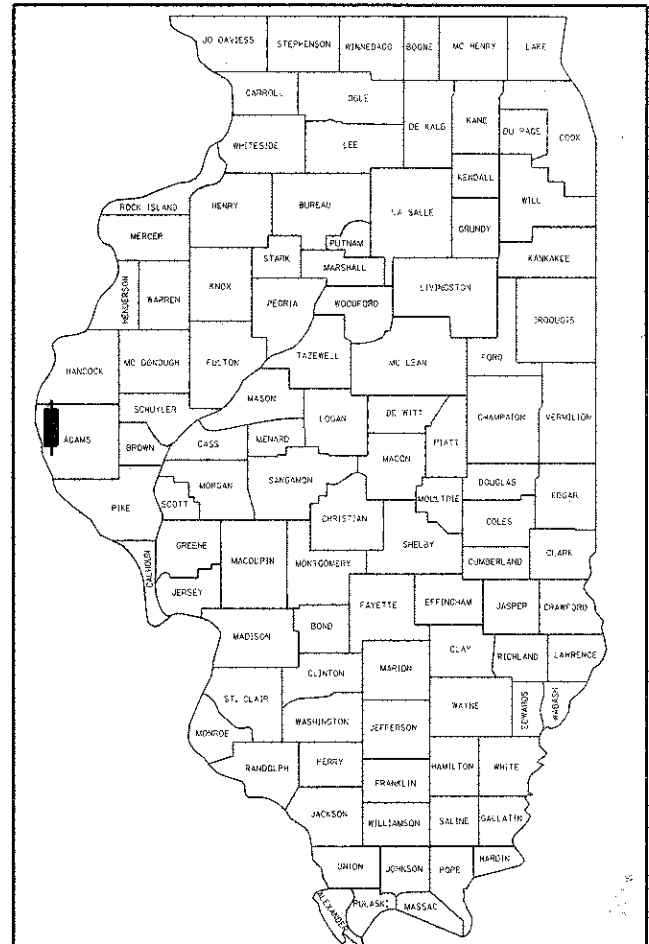 JO DAVIESS STEPHENSON WINNEBAGO BOONE MC HENRY LAKE
CARROLL OGLE DE KALB KANE DU PAGE COOK
WHITESIDE LEE KENDALL WILL
ROCK ISLAND HENRY BUREAU LA SALLE GRUNDY
MERCER STARK PUTNAM MARSHALL KANKAKEE
HENDERSON WARREN KNOX PEORIA WOODFORD LIVINGSTON IROQUOIS
HANCOCK MC DONOUGH FULTON TAZEWELL MC LEAN FORD
MASON LOGAN DE WITT CHAMPAIGN VERMILION
ADAMS SCHUYLER BROWN CASS MENARD MACON PIATT
PIKE SCOTT MORGAN SANGAMON CHRISTIAN MOULTRIE DOUGLAS EDGAR
COLES
CALHOUN GREENE MACOUPIN MONTGOMERY SHELBY CUMBERLAND CLARK
JERSEY FAYETTE EFFINGHAM JASPER CRAWFORD
MADISON BOND CLAY RICHLAND LAWRENCE
CLINTON MARION
ST. CLAIR WAYNE EDWARDS WABASH
MONROE WASHINGTON JEFFERSON
RANDOLPH PERRY FRANKLIN HAMILTON WHITE
JACKSON WILLIAMSON SALINE GALLATIN
UNION JOHNSON POPE HARDIN
ALEXANDER PULASKI MASSAC